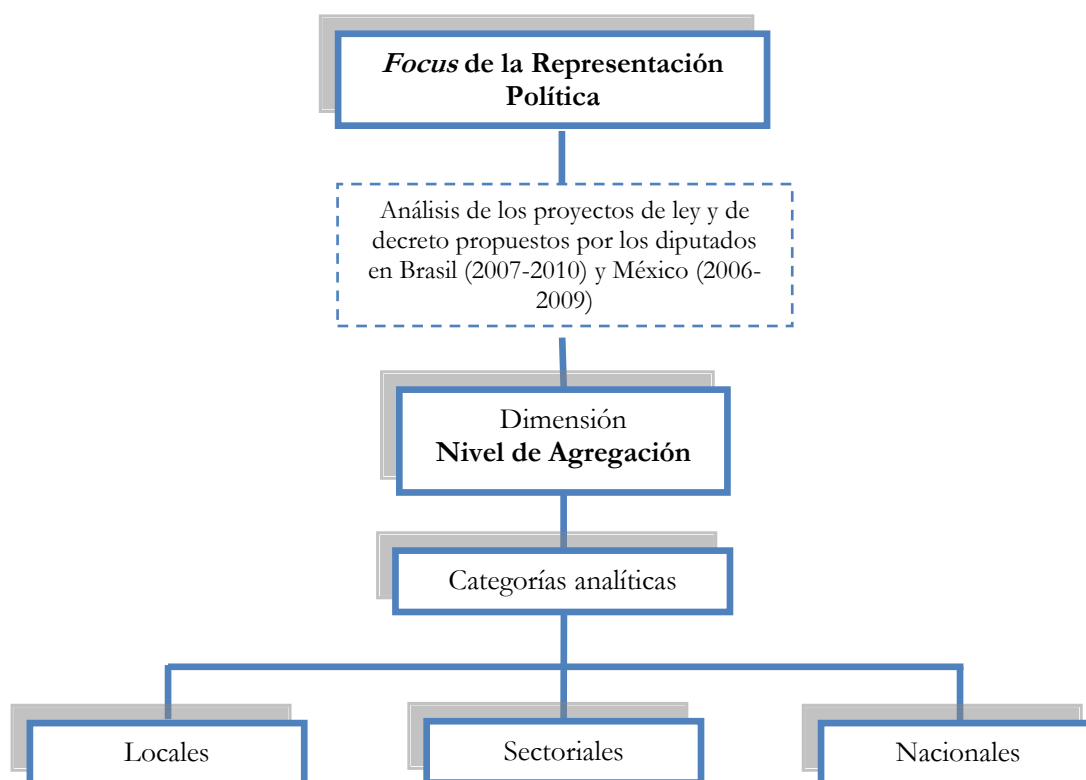 Focus de la Representación
Política
Análisis de los proyectos de ley y de
decreto propuestos por los diputados
en Brasil (2007-2010) y México (2006-
2009)
Dimensión
Nivel de Agregación
Categorías analíticas
Locales
Sectoriales
Nacionales